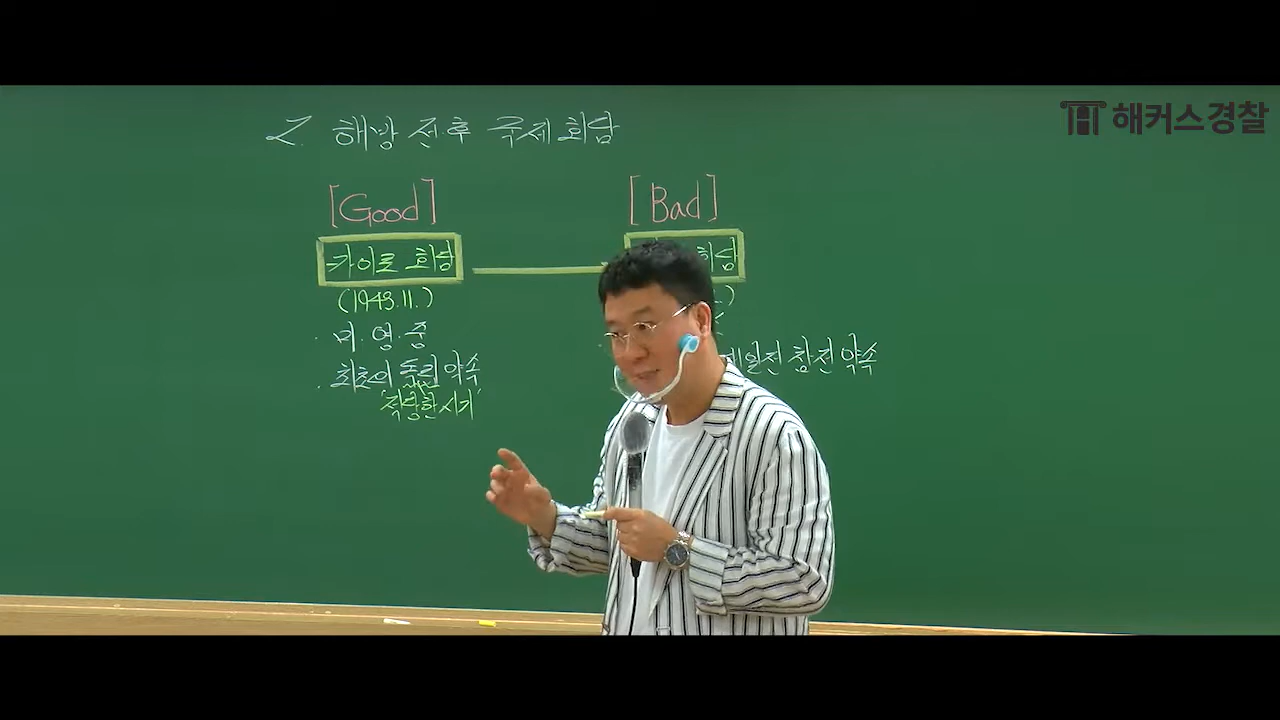 해커스경찰
2. 해방 전후 국제회담
[Good]
[Bad]
카이로 회담
회담
(1943.11.)
.)
· 미·영·중
· 최초의 독립 약속
'적당한 시기'
일전 참전 약속